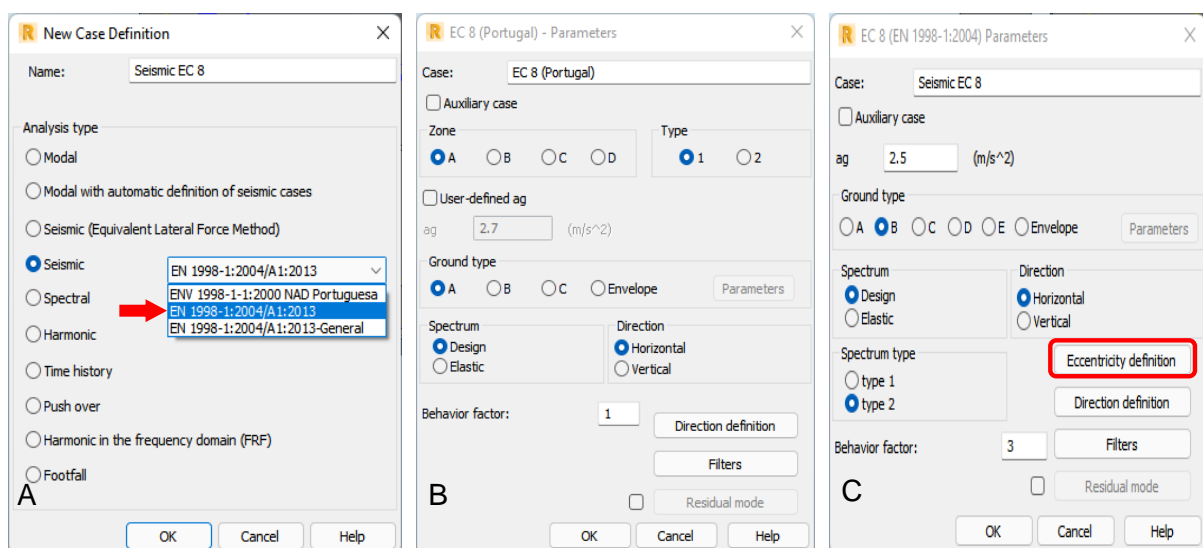 New Case Definition
Name: Seismic EC 8
Analysis type
Modal
Modal with automatic definition of seismic cases
Seismic (Equivalent Lateral Force Method)
Seismic EN 1998-1:2004/A1:2013
ENV 1998-1-1:2000 NAD Portuguesa
Spectral EN 1998-1:2004/A1:2013
EN 1998-1:2004/A1:2013-General
Harmonic
Time history
Push over
Harmonic in the frequency domain (FRF)
Footfall
A
OK Cancel Help
R EC 8 (Portugal) - Parameters
Case: EC 8 (Portugal)
Auxiliary case
Zone Type
A B C D 1 2
User-defined ag
ag 2.7 (m/s^2)
Ground type
A B C Envelope Parameters
Spectrum Direction
Design Horizontal
Elastic Vertical
Behavior factor: 1
Direction definition
Filters
B
Residual mode
OK Cancel Help
R EC 8 (EN 1998-1:2004) Parameters
Case: Seismic EC 8
Auxiliary case
ag 2.5 (m/s^2)
Ground type
A B C D E Envelope Parameters
Spectrum Direction
Design Horizontal
Elastic Vertical
Spectrum type
Eccentricity definition
type 1
type 2 Direction definition
Behavior factor: 3 Filters
C
Residual mode
OK Cancel Help